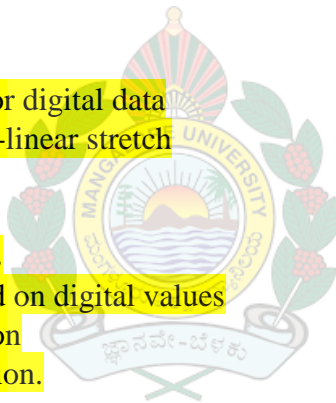 or digital data
-linear stretch
MANGALORE UNIVERSITY
d on digital values
on
ion.
ಜ್ಞಾನವೇ-ಬೆಳಕು